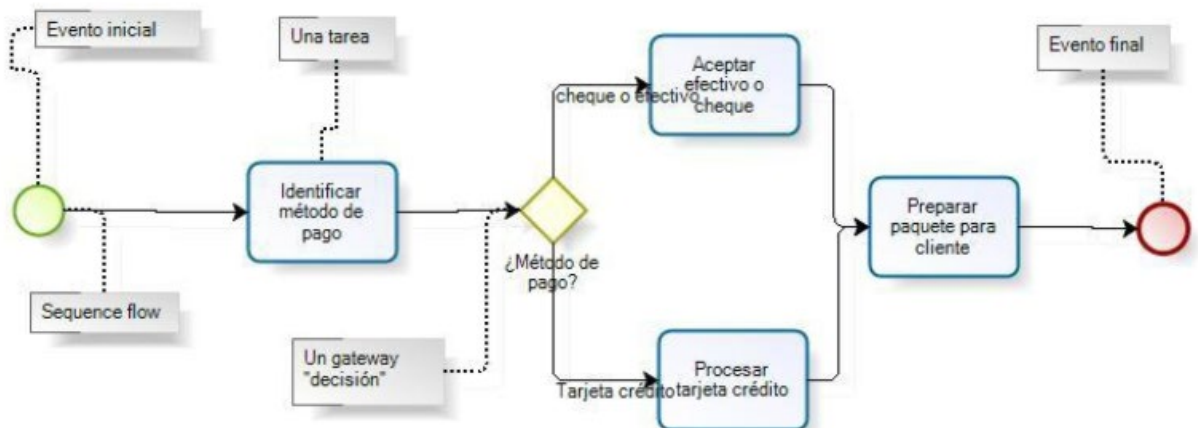 Evento inicial
Una tarea
Evento final
Aceptar
efectivo o
cheque
cheque o efectivo
Identificar
método de
pago
Preparar
paquete para
cliente
¿Método de
pago?
Sequence flow
Un gateway
"decisión"
Procesar
tarjeta crédito
Tarjeta crédito